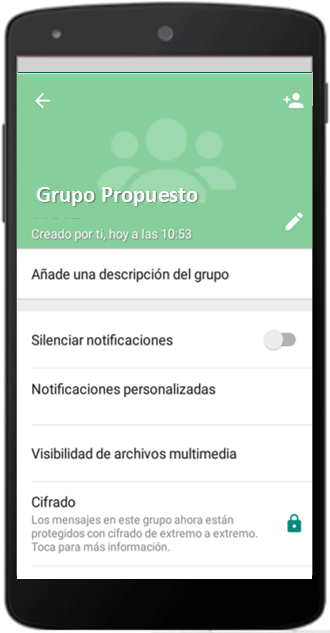 Grupo Propuesto
Creado por ti, hoy a las 10:53
Añade una descripción del grupo
Silenciar notificaciones
Notificaciones personalizadas
Visibilidad de archivos multimedia
Cifrado
Los mensajes en este grupo ahora están
protegidos con cifrado de extremo a extremo.
Toca para más información.